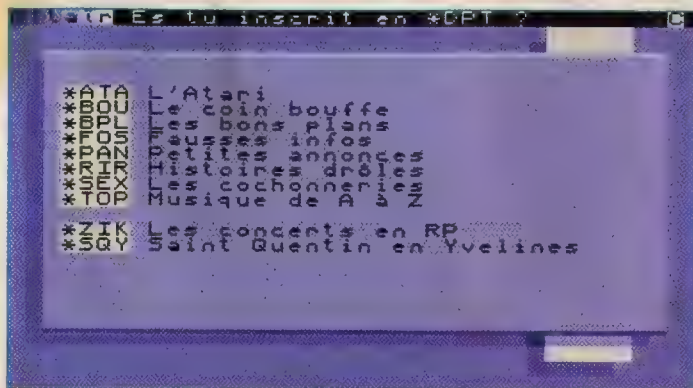 Es tu inscrit en *DPT ? C
*ATA L'Atari
*BOU Le coin bouffe
*BPL Les bons plans
*FOS infos
*PAN Petites annonces
*RIR Histoires drôles
*SEX Les cochonneries
*TOP Musique de A à Z
*ZIK Les concerts en RP
*SQY Saint Quentin en Yvelines